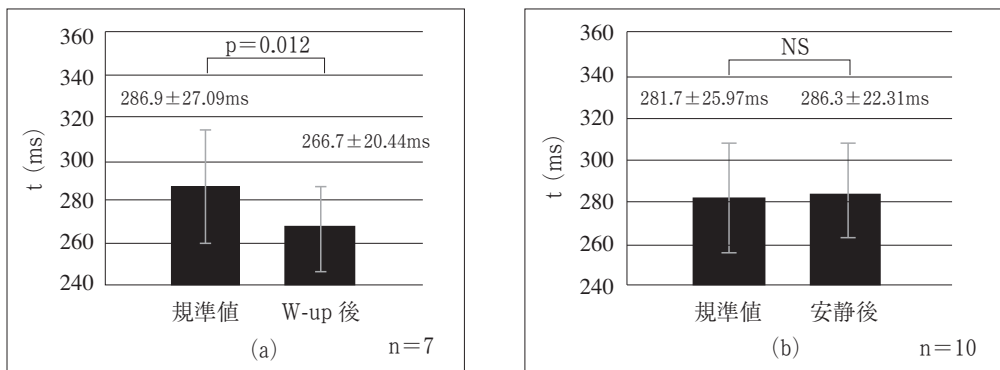 360
340
320
300
280
260
240
t (ms)
p=0.012
286.9±27.09ms
266.7±20.44ms
規準値
W-up 後
(a)
n=7
360
340
320
300
280
260
240
t (ms)
NS
281.7±25.97ms
286.3±22.31ms
規準値
安静後
(b)
n=10